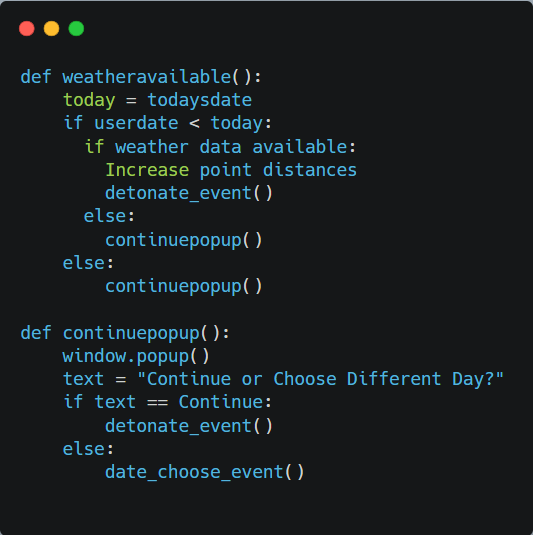 def weatheravailable():
    today = todaysdate
    if userdate < today:
      if weather data available:
        Increase point distances
        detonate_event()
      else:
        continuepopup()
    else:
        continuepopup()

def continuepopup():
    window.popup()
    text = "Continue or Choose Different Day?"
    if text == Continue:
        detonate_event()
    else:
        date_choose_event()